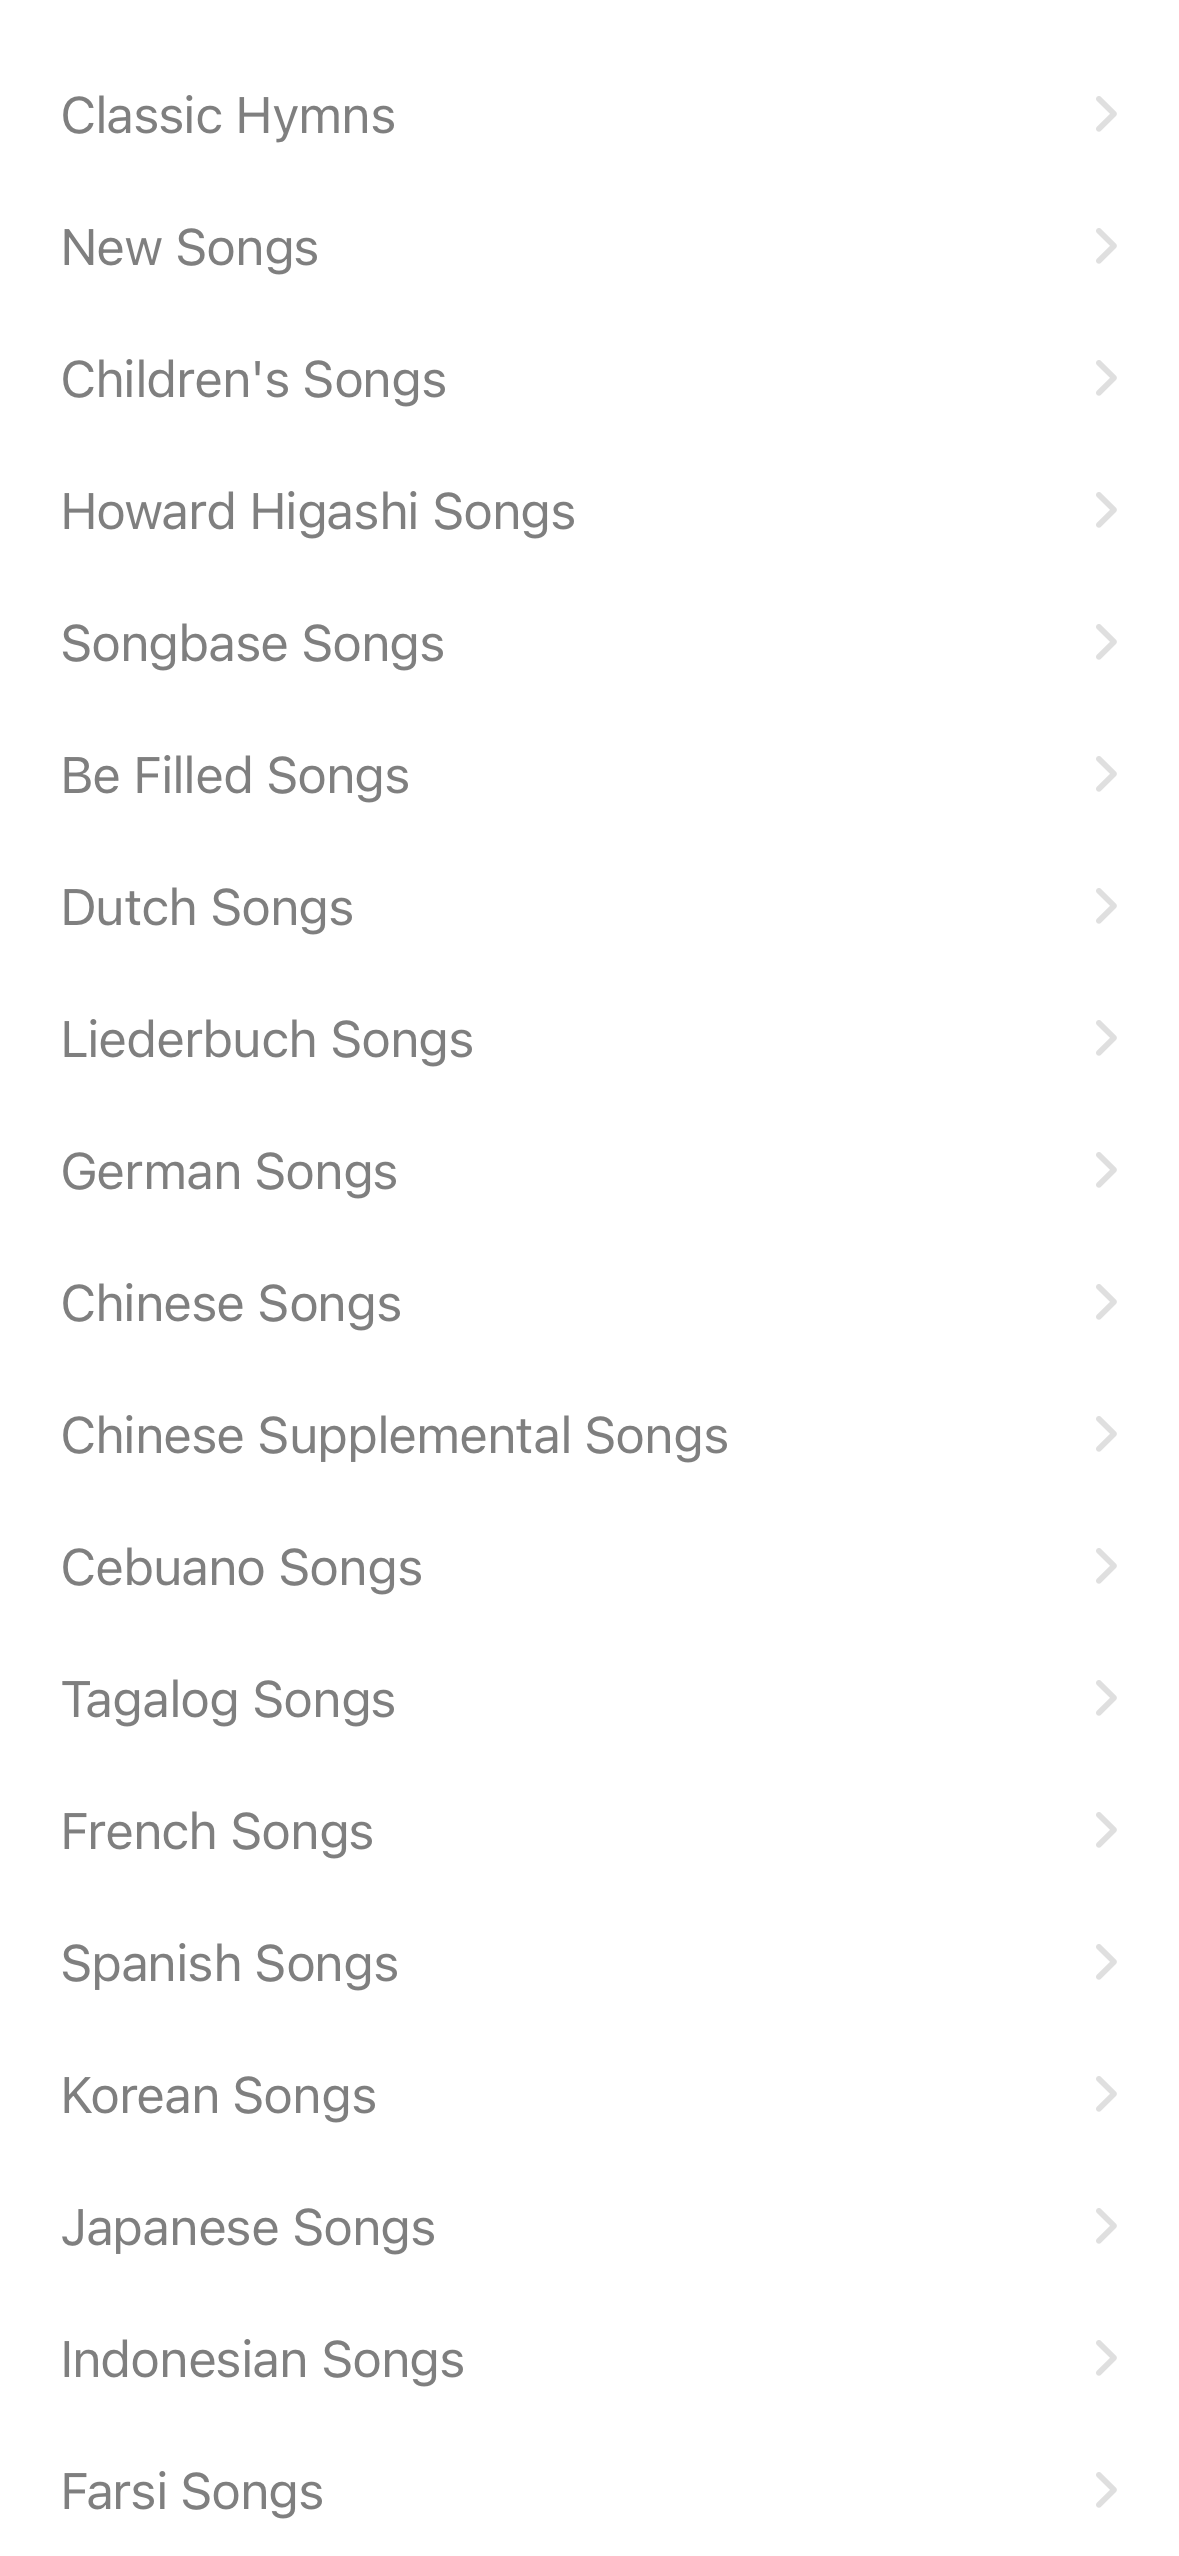 Classic Hymns
New Songs
Children's Songs
Howard Higashi Songs
Songbase Songs
Be Filled Songs
Dutch Songs
Liederbuch Songs
German Songs
Chinese Songs
Chinese Supplemental Songs
Cebuano Songs
Tagalog Songs
French Songs
Spanish Songs
Korean Songs
Japanese Songs
Indonesian Songs
Farsi Songs